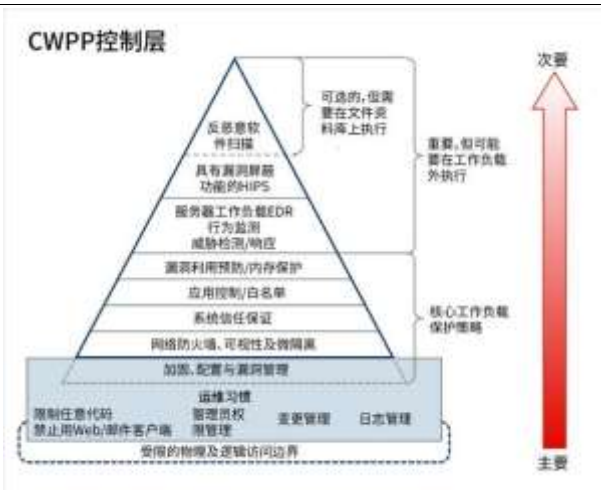 CWPP控制层
次要
可选的,但需
要在文件资
料库上执行
反恶意软
件扫描
重要,但可能
要在工作负载
外执行
具有漏洞屏蔽
功能的HIPS
服务器工作负载EDR
行为监测
威胁检测/响应
漏洞利用预防/内存保护
应用控制/白名单
核心工作负载
保护策略
系统信任保证
网络防火墙、可视性及微隔离
加固、配置与漏洞管理
运维习惯
限制任意代码
禁止用Web/邮件客户端
管理员权
限管理
变更管理
日志管理
受限的物理及逻辑访问边界
主要